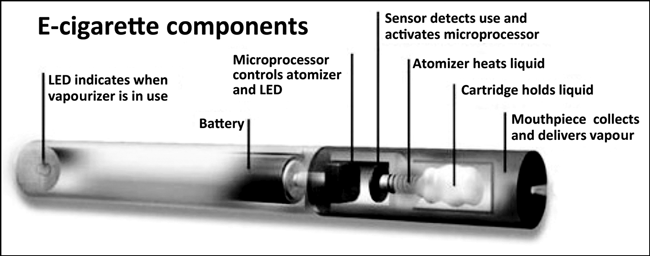 E-cigarette components
LED indicates when
vapourizer is in use
Battery
Microprocessor
controls atomizer
and LED
Sensor detects use and
activates microprocessor
Atomizer heats liquid
Cartridge holds liquid
Mouthpiece collects
and delivers vapour